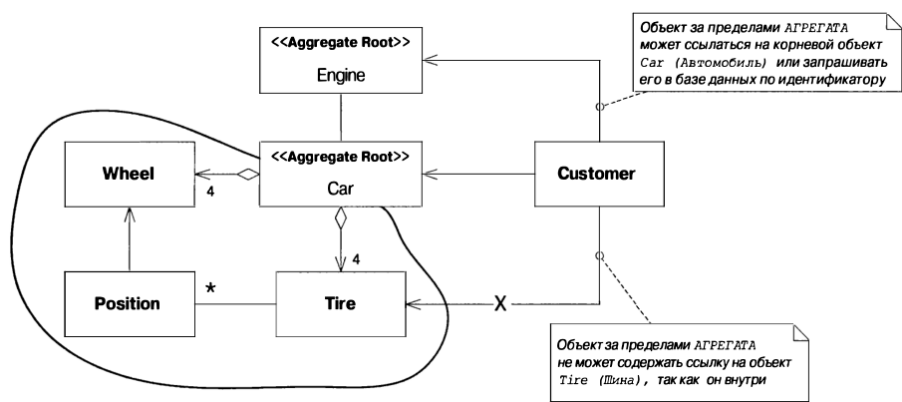 Объект за пределами АГРЕГАТА
может ссылаться на корневой объект
Car (Автомобиль) или запрашивать
его в базе данных по идентификатору
<<Aggregate Root>>
Engine
<<Aggregate Root>>
Car
Wheel
4
Customer
4
Position
*
Tire
X
Объект за пределами АГРЕГАТА
не может содержать ссылку на объект
Tire (Шина), так как он внутри